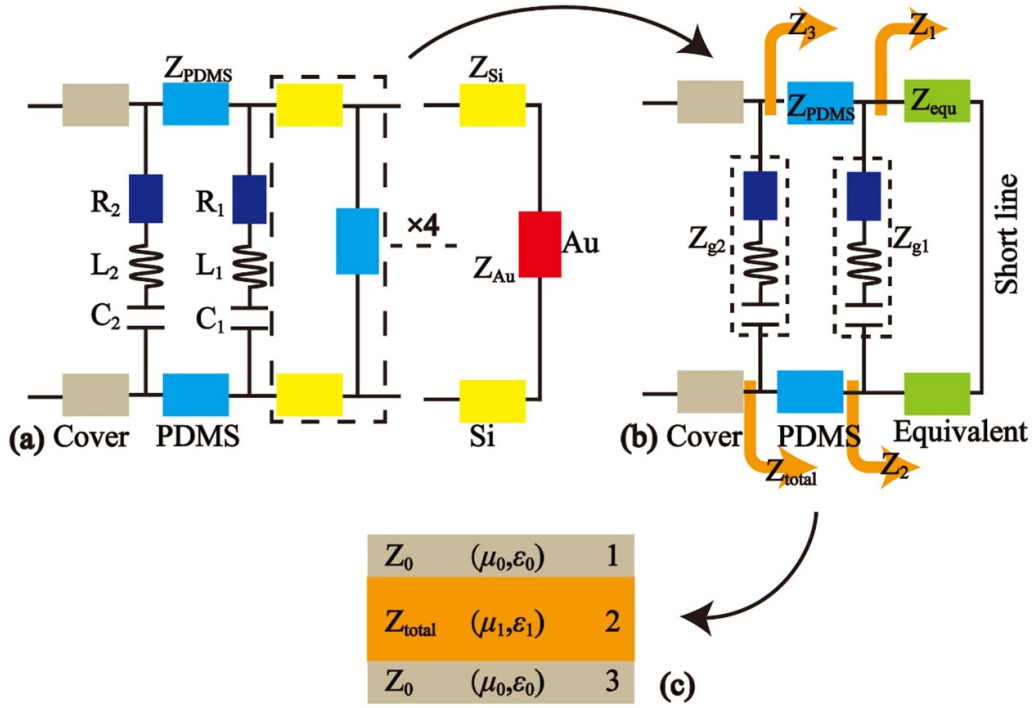 Z_PDMS
Z_Si
R_2
R_1
L_2
L_1
C_2
C_1
×4
Z_Au
Au
(a)
Cover
PDMS
Si
Z_3
Z_1
Z_PDMS
Z_equ
Z_g2
Z_g1
Short line
(b)
Cover
PDMS
Equivalent
Z_total
Z_2
Z_0 (μ_0,ε_0) 1
Z_total (μ_1,ε_1) 2
Z_0 (μ_0,ε_0) 3
(c)